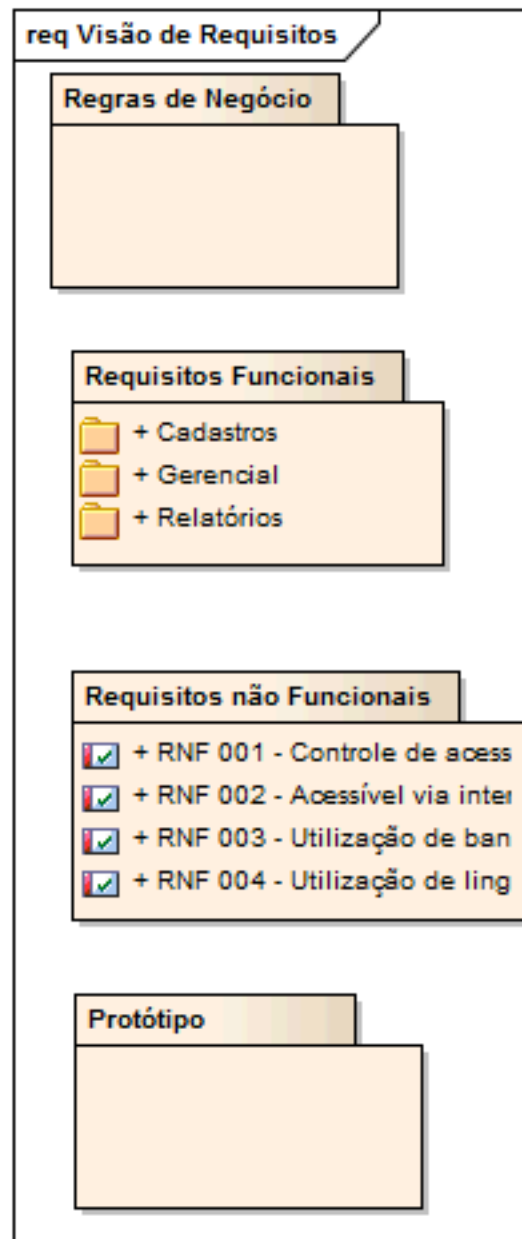 req Visão de Requisitos
Regras de Negócio
Requisitos Funcionais
+ Cadastros
+ Gerencial
+ Relatórios
Requisitos não Funcionais
+ RNF 001 - Controle de acess
+ RNF 002 - Acessível via inter
+ RNF 003 - Utilização de ban
+ RNF 004 - Utilização de ling
Protótipo